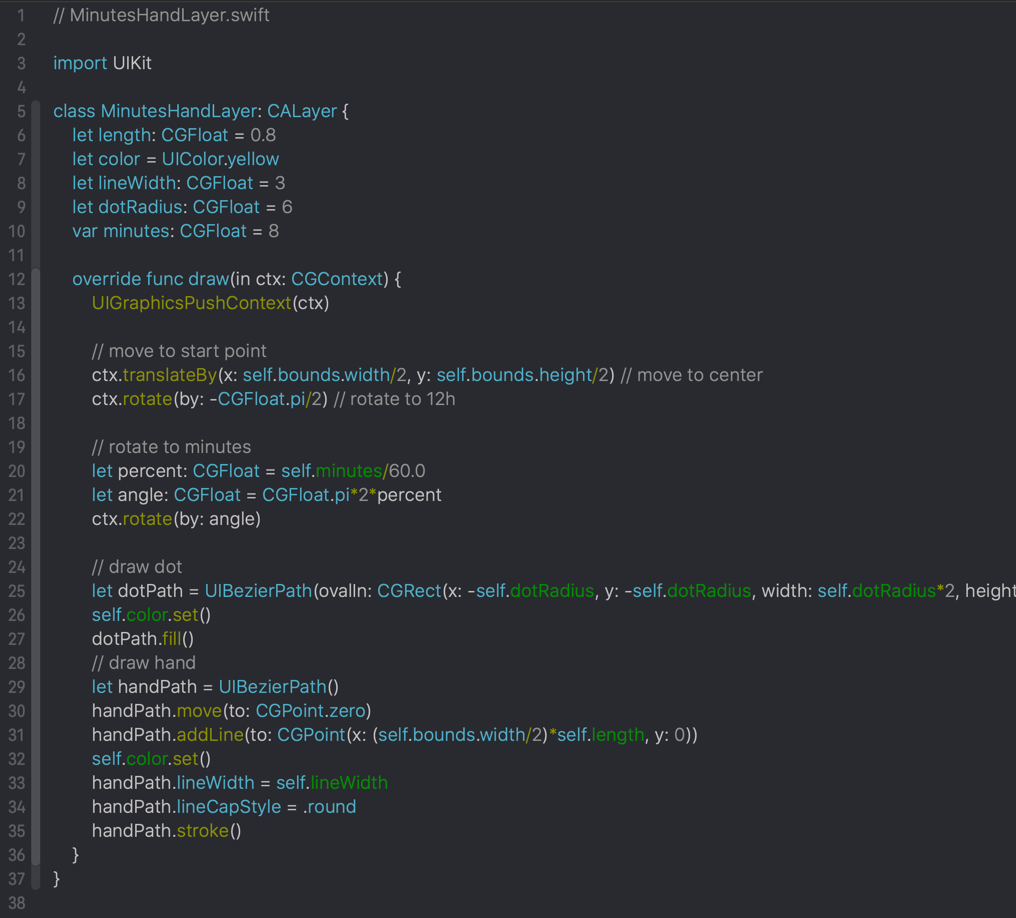 1 // MinutesHandLayer.swift
2
3 import UIKit
4
5 class MinutesHandLayer: CALayer {
6 let length: CGFloat = 0.8
7 let color = UIColor.yellow
8 let lineWidth: CGFloat = 3
9 let dotRadius: CGFloat = 6
10 var minutes: CGFloat = 8
11
12 override func draw(in ctx: CGContext) {
13 UIGraphicsPushContext(ctx)
14
15 // move to start point
16 ctx.translateBy(x: self.bounds.width/2, y: self.bounds.height/2) // move to center
17 ctx.rotate(by: -CGFloat.pi/2) // rotate to 12h
18
19 // rotate to minutes
20 let percent: CGFloat = self.minutes/60.0
21 let angle: CGFloat = CGFloat.pi*2*percent
22 ctx.rotate(by: angle)
23
24 // draw dot
25 let dotPath = UIBezierPath(ovalIn: CGRect(x: -self.dotRadius, y: -self.dotRadius, width: self.dotRadius*2, height
26 self.color.set()
27 dotPath.fill()
28 // draw hand
29 let handPath = UIBezierPath()
30 handPath.move(to: CGPoint.zero)
31 handPath.addLine(to: CGPoint(x: (self.bounds.width/2)*self.length, y: 0))
32 self.color.set()
33 handPath.lineWidth = self.lineWidth
34 handPath.lineCapStyle = .round
35 handPath.stroke()
36 }
37 }
38